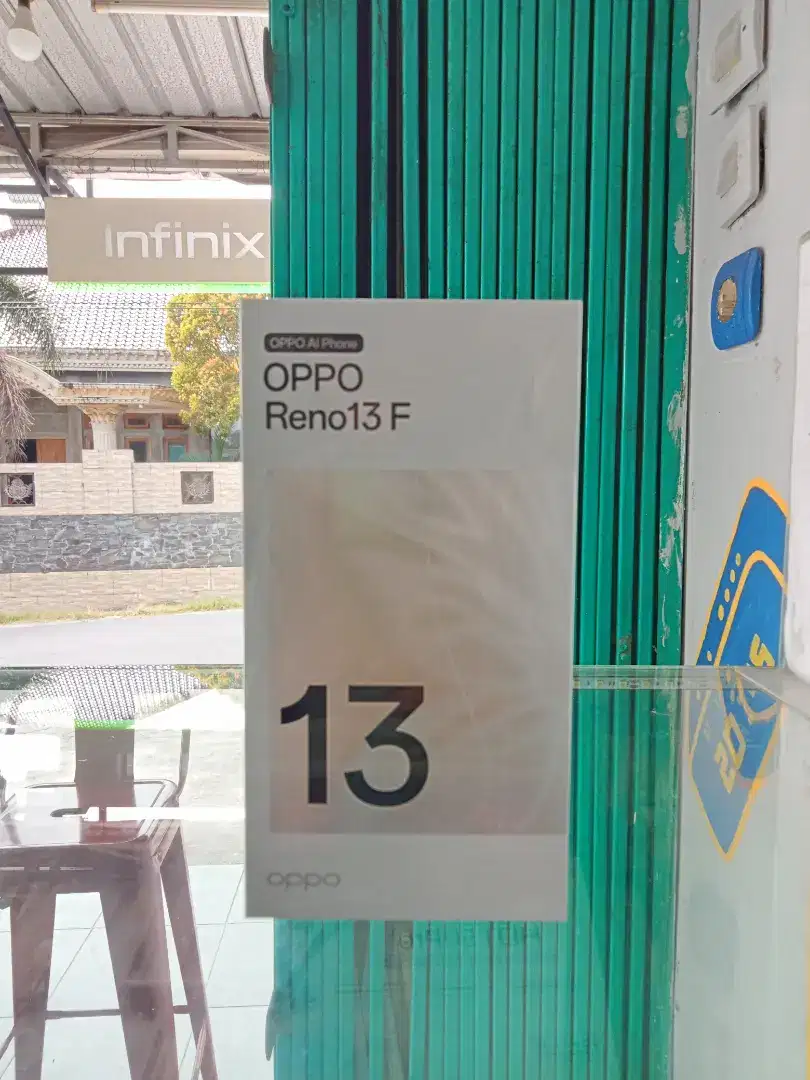 Infinix
OPPO AI Phone
OPPO
Reno13 F
13
oppo